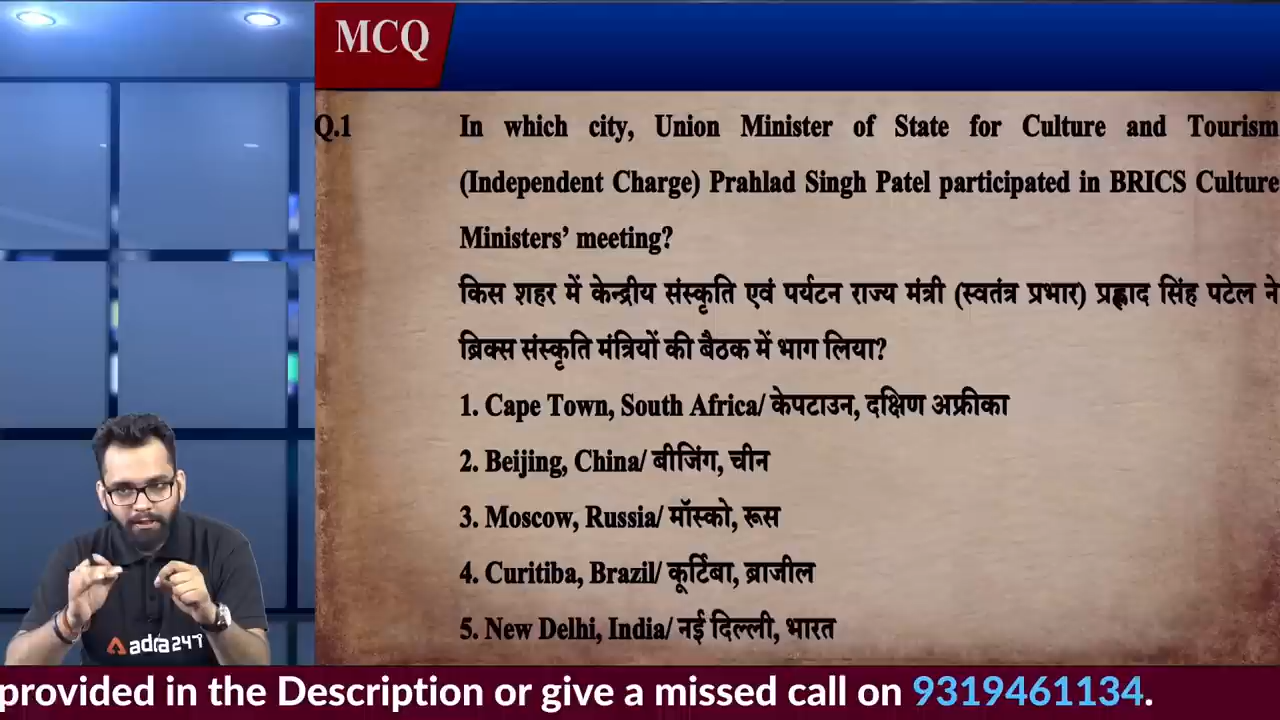 MCQ
Q.1 In which city, Union Minister of State for Culture and Tourism
(Independent Charge) Prahlad Singh Patel participated in BRICS Culture
Ministers’ meeting?
किस शहर में केन्द्रीय संस्कृति एवं पर्यटन राज्य मंत्री (स्वतंत्र प्रभार) प्रह्लाद सिंह पटेल ने
ब्रिक्स संस्कृति मंत्रियों की बैठक में भाग लिया?
1. Cape Town, South Africa/ केपटाउन, दक्षिण अफ्रीका
2. Beijing, China/ बीजिंग, चीन
3. Moscow, Russia/ मॉस्को, रूस
4. Curitiba, Brazil/ कूर्टिबा, ब्राजील
5. New Delhi, India/ नई दिल्ली, भारत
adda247
provided in the Description or give a missed call on 9319461134.